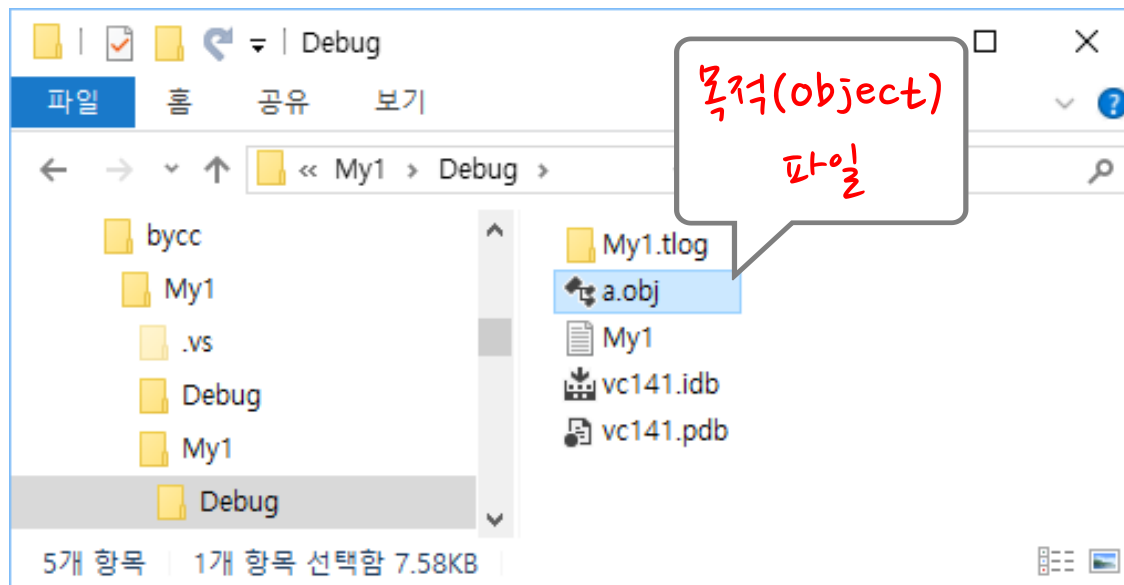 Debug
목적(object)
파일
파일 홈 공유 보기
?
« My1 > Debug >
bycc
My1
.vs
Debug
My1
Debug
My1.tlog
a.obj
My1
vc141.idb
vc141.pdb
5개 항목 1개 항목 선택함 7.58KB